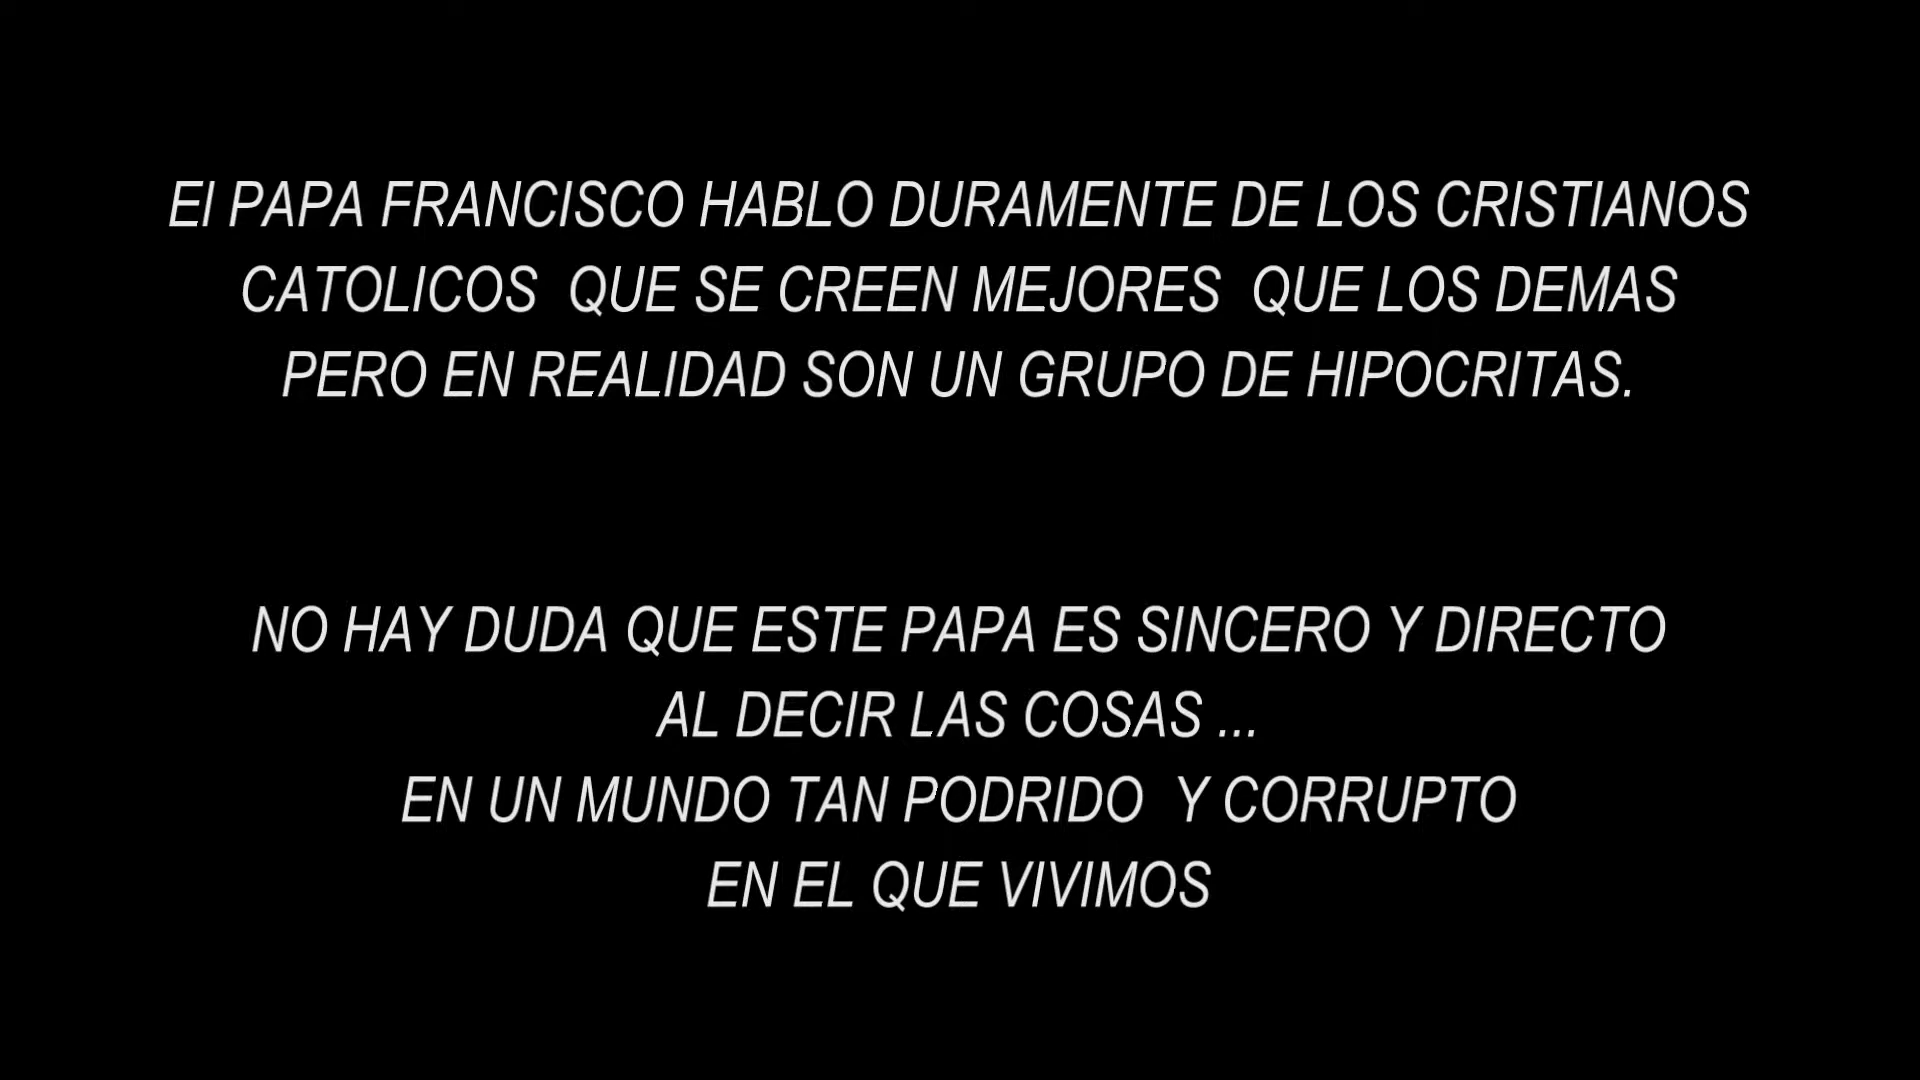 El PAPA FRANCISCO HABLO DURAMENTE DE LOS CRISTIANOS
CATOLICOS  QUE SE CREEN MEJORES  QUE LOS DEMAS
PERO EN REALIDAD SON UN GRUPO DE HIPOCRITAS.
NO HAY DUDA QUE ESTE PAPA ES SINCERO Y DIRECTO
AL DECIR LAS COSAS ...
EN UN MUNDO TAN PODRIDO  Y CORRUPTO
EN EL QUE VIVIMOS